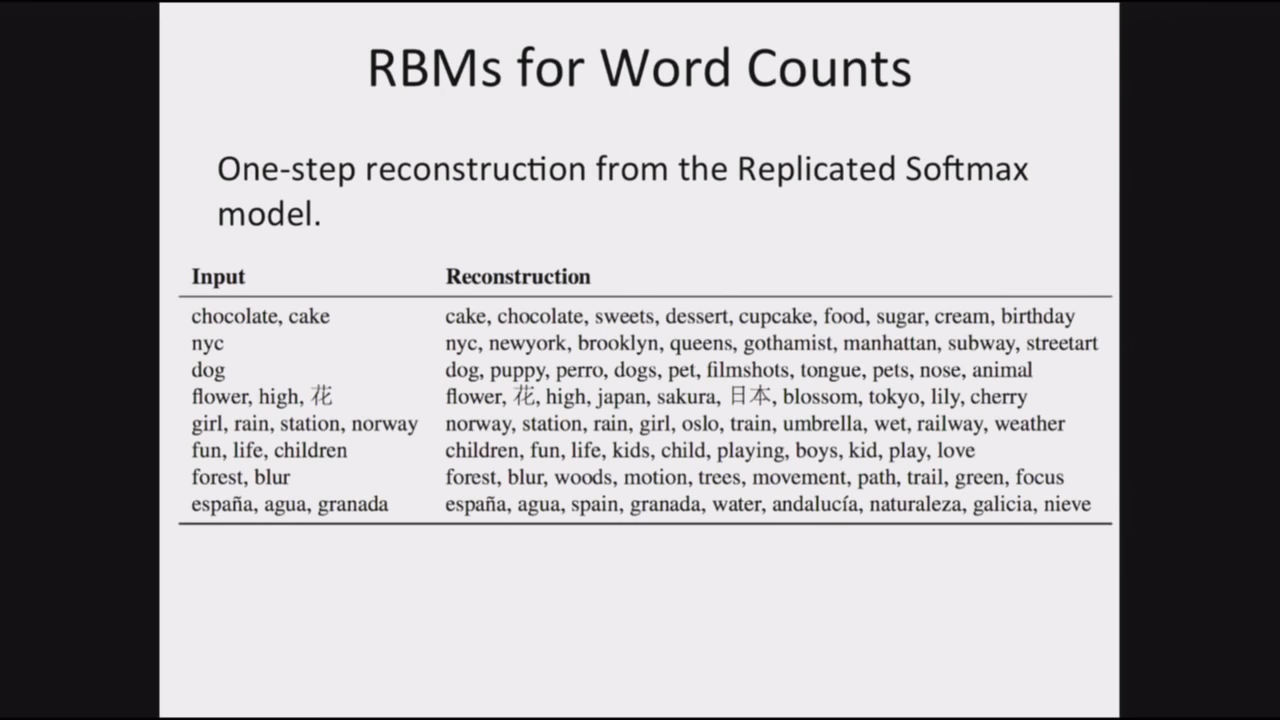 RBMs for Word Counts
One-step reconstruction from the Replicated Softmax
model.
Input Reconstruction
chocolate, cake cake, chocolate, sweets, dessert, cupcake, food, sugar, cream, birthday
nyc nyc, newyork, brooklyn, queens, gothamist, manhattan, subway, streetart
dog dog, puppy, perro, dogs, pet, filmshots, tongue, pets, nose, animal
flower, high, 花 flower, 花, high, japan, sakura, 日本, blossom, tokyo, lily, cherry
girl, rain, station, norway norway, station, rain, girl, oslo, train, umbrella, wet, railway, weather
fun, life, children children, fun, life, kids, child, playing, boys, kid, play, love
forest, blur forest, blur, woods, motion, trees, movement, path, trail, green, focus
españa, agua, granada españa, agua, spain, granada, water, andalucía, naturaleza, galicia, nieve